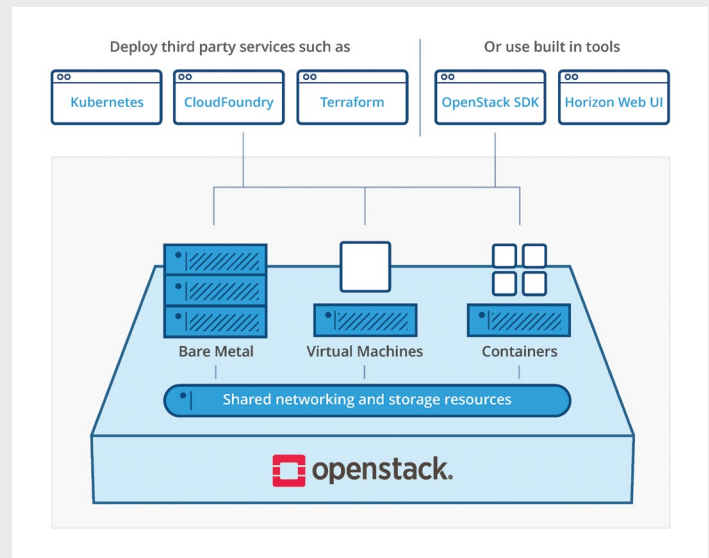 Deploy third party services such as
Or use built in tools
Kubernetes
CloudFoundry
Terraform
OpenStack SDK
Horizon Web UI
Bare Metal
Virtual Machines
Containers
Shared networking and storage resources
openstack.